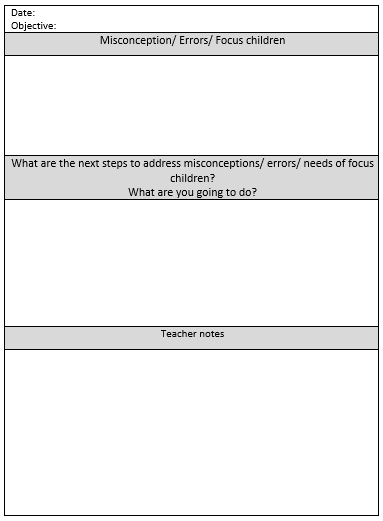 Date:
Objective:
Misconception/ Errors/ Focus children
What are the next steps to address misconceptions/ errors/ needs of focus
children?
What are you going to do?
Teacher notes